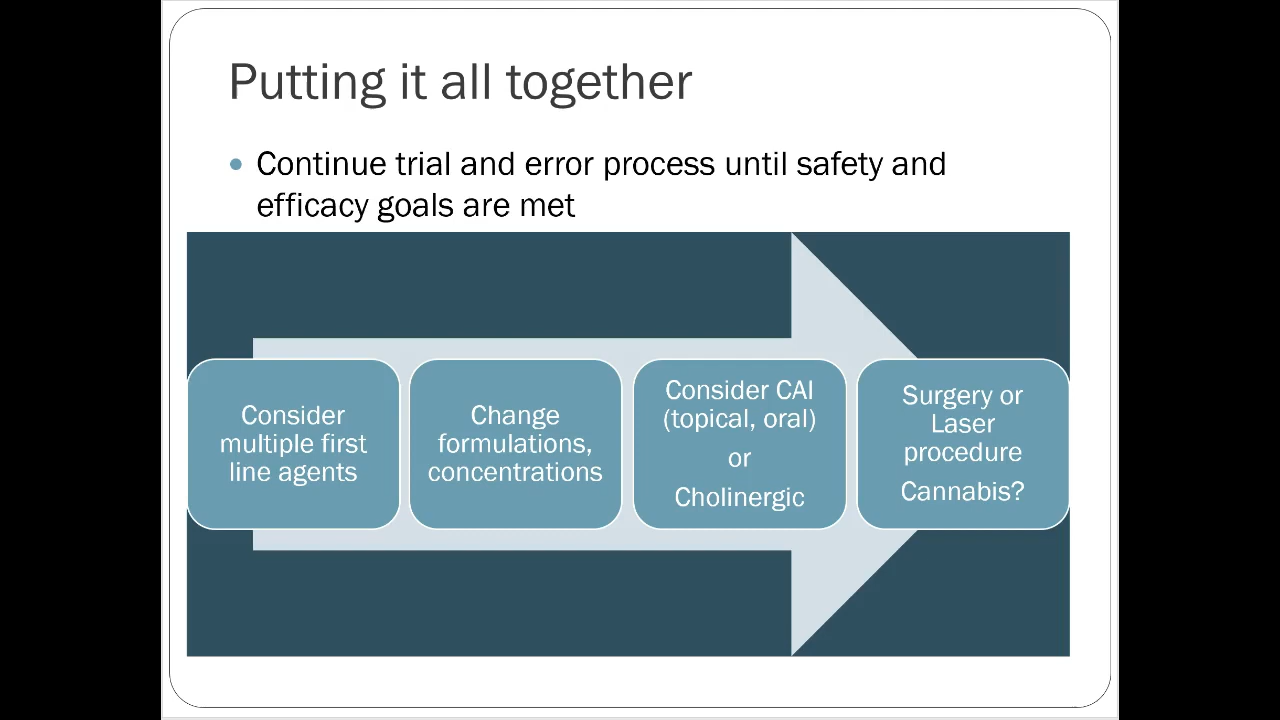 Putting it all together
Continue trial and error process until safety and
efficacy goals are met
Consider
multiple first
line agents
Change
formulations,
concentrations
Consider CAI
(topical, oral)
or
Cholinergic
Surgery or
Laser
procedure
Cannabis?